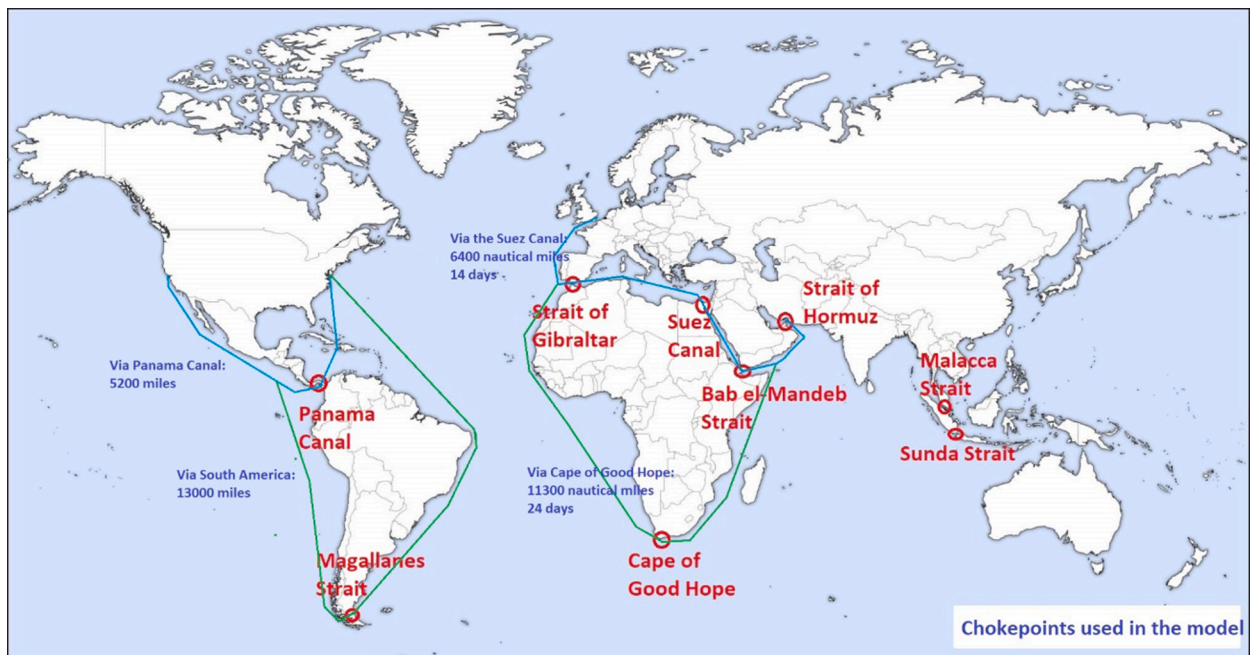 Via the Suez Canal:
6400 nautical miles
14 days
Strait of
Gibraltar
Suez
Canal
Strait of
Hormuz
Malacca
Strait
Bab el-Mandeb
Strait
Sunda Strait
Via Panama Canal:
5200 miles
Panama
Canal
Via South America:
13000 miles
Via Cape of Good Hope:
11300 nautical miles
24 days
Magallanes
Strait
Cape of
Good Hope
Chokepoints used in the model